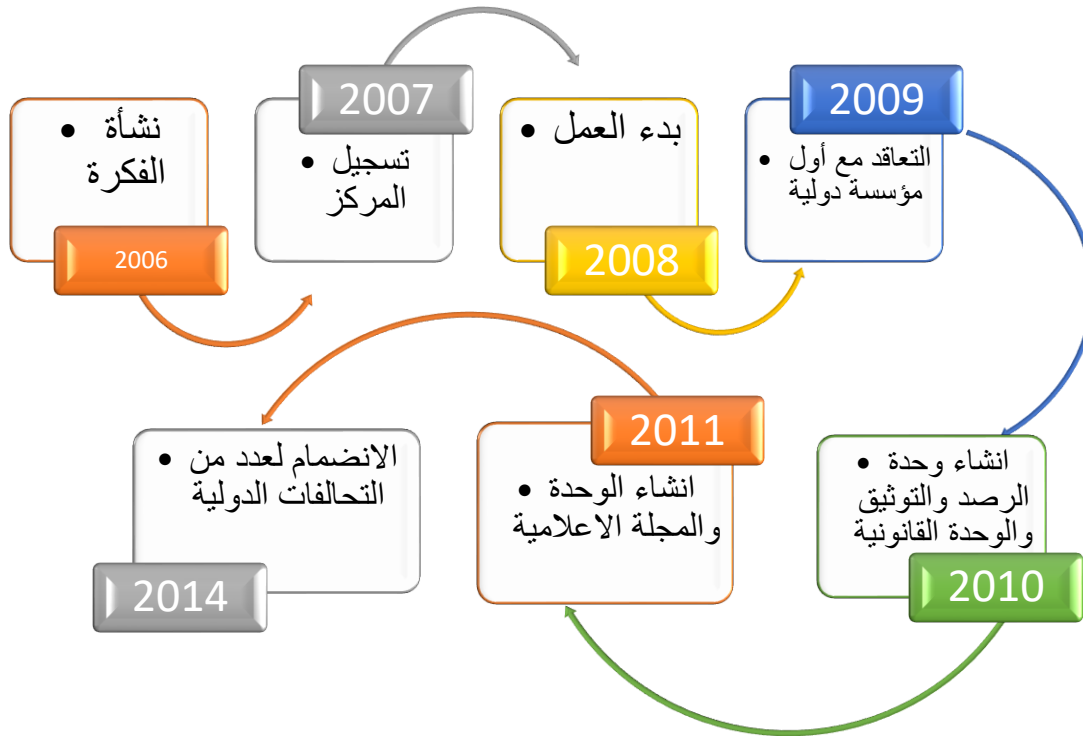 • نشأة
الفكرة
2006
2007
• تسجيل
المركز
• بدء العمل
2008
2009
• التعاقد مع أول
مؤسسة دولية
• انشاء وحدة
الرصد والتوثيق
والوحدة القانونية
2010
2011
• انشاء الوحدة
والمجلة الاعلامية
• الانضمام لعدد من
التحالفات الدولية
2014